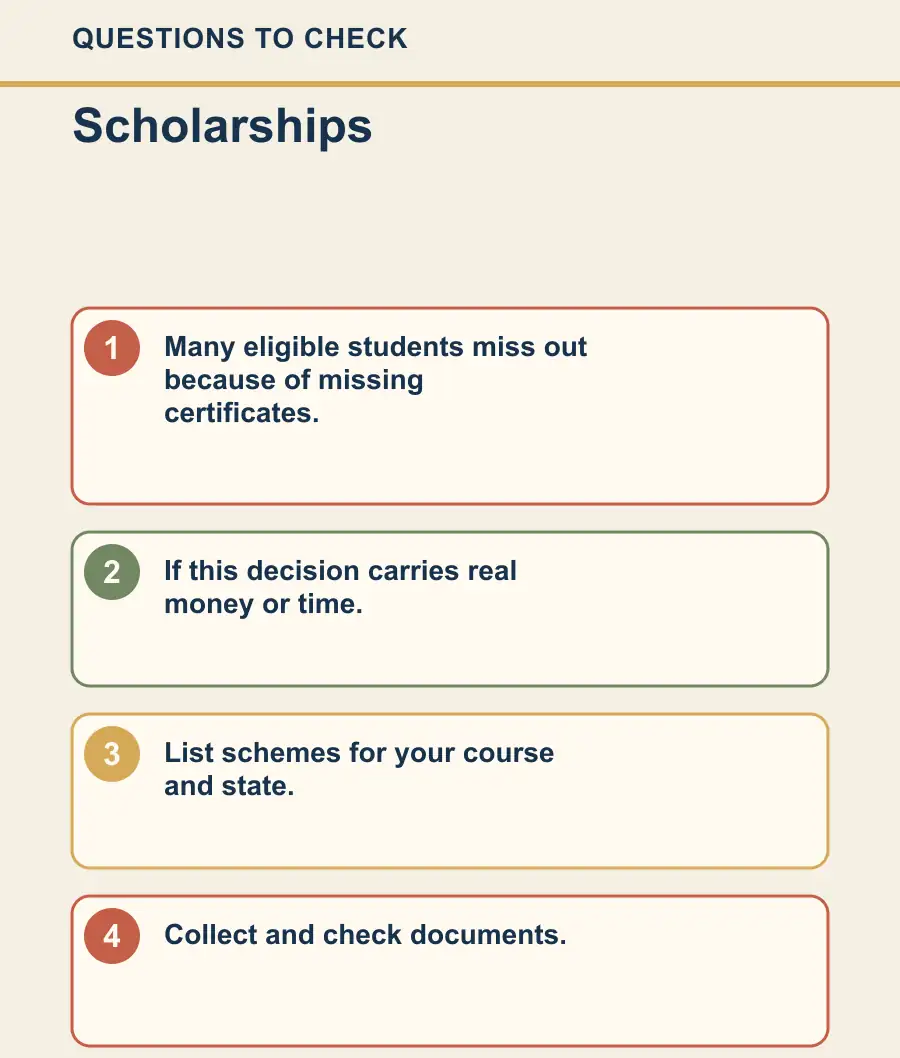 QUESTIONS TO CHECK
Scholarships
1
Many eligible students miss out
because of missing
certificates.
2
If this decision carries real
money or time.
3
List schemes for your course
and state.
4
Collect and check documents.